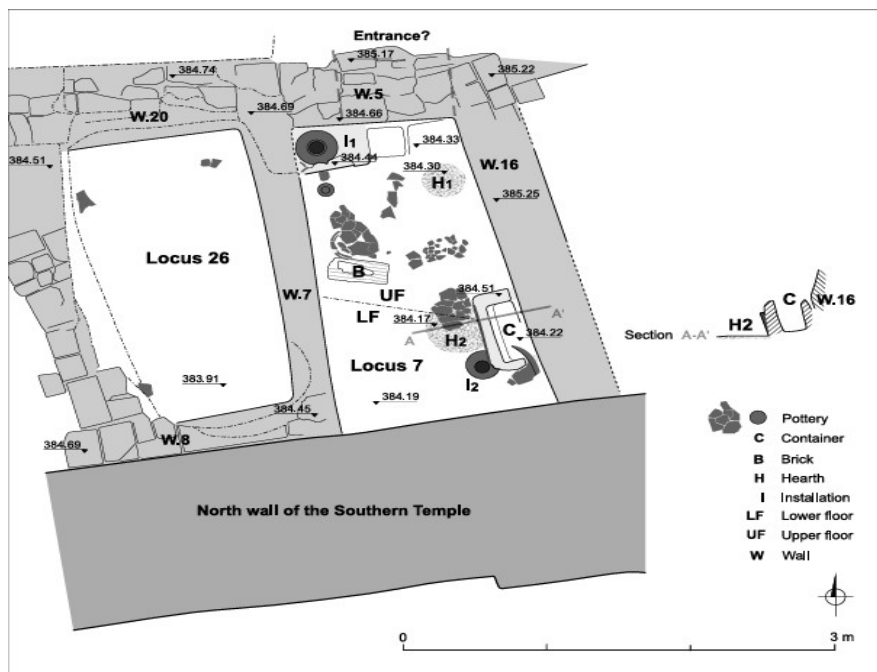 Entrance?
385.17
384.74
385.22
W.5
384.69
W.20
384.66
I1
384.33
384.51
384.44
W.16
384.30
H1
385.25
Locus 26
B
W.7
UF
384.51
LF
384.17
A'
C
384.22
A
H2
Locus 7
I2
383.91
384.19
384.45
384.69
W.8
North wall of the Southern Temple
C
W.16
H2
Section A-A'
Pottery
C Container
B Brick
H Hearth
I Installation
LF Lower floor
UF Upper floor
W Wall
0 3 m